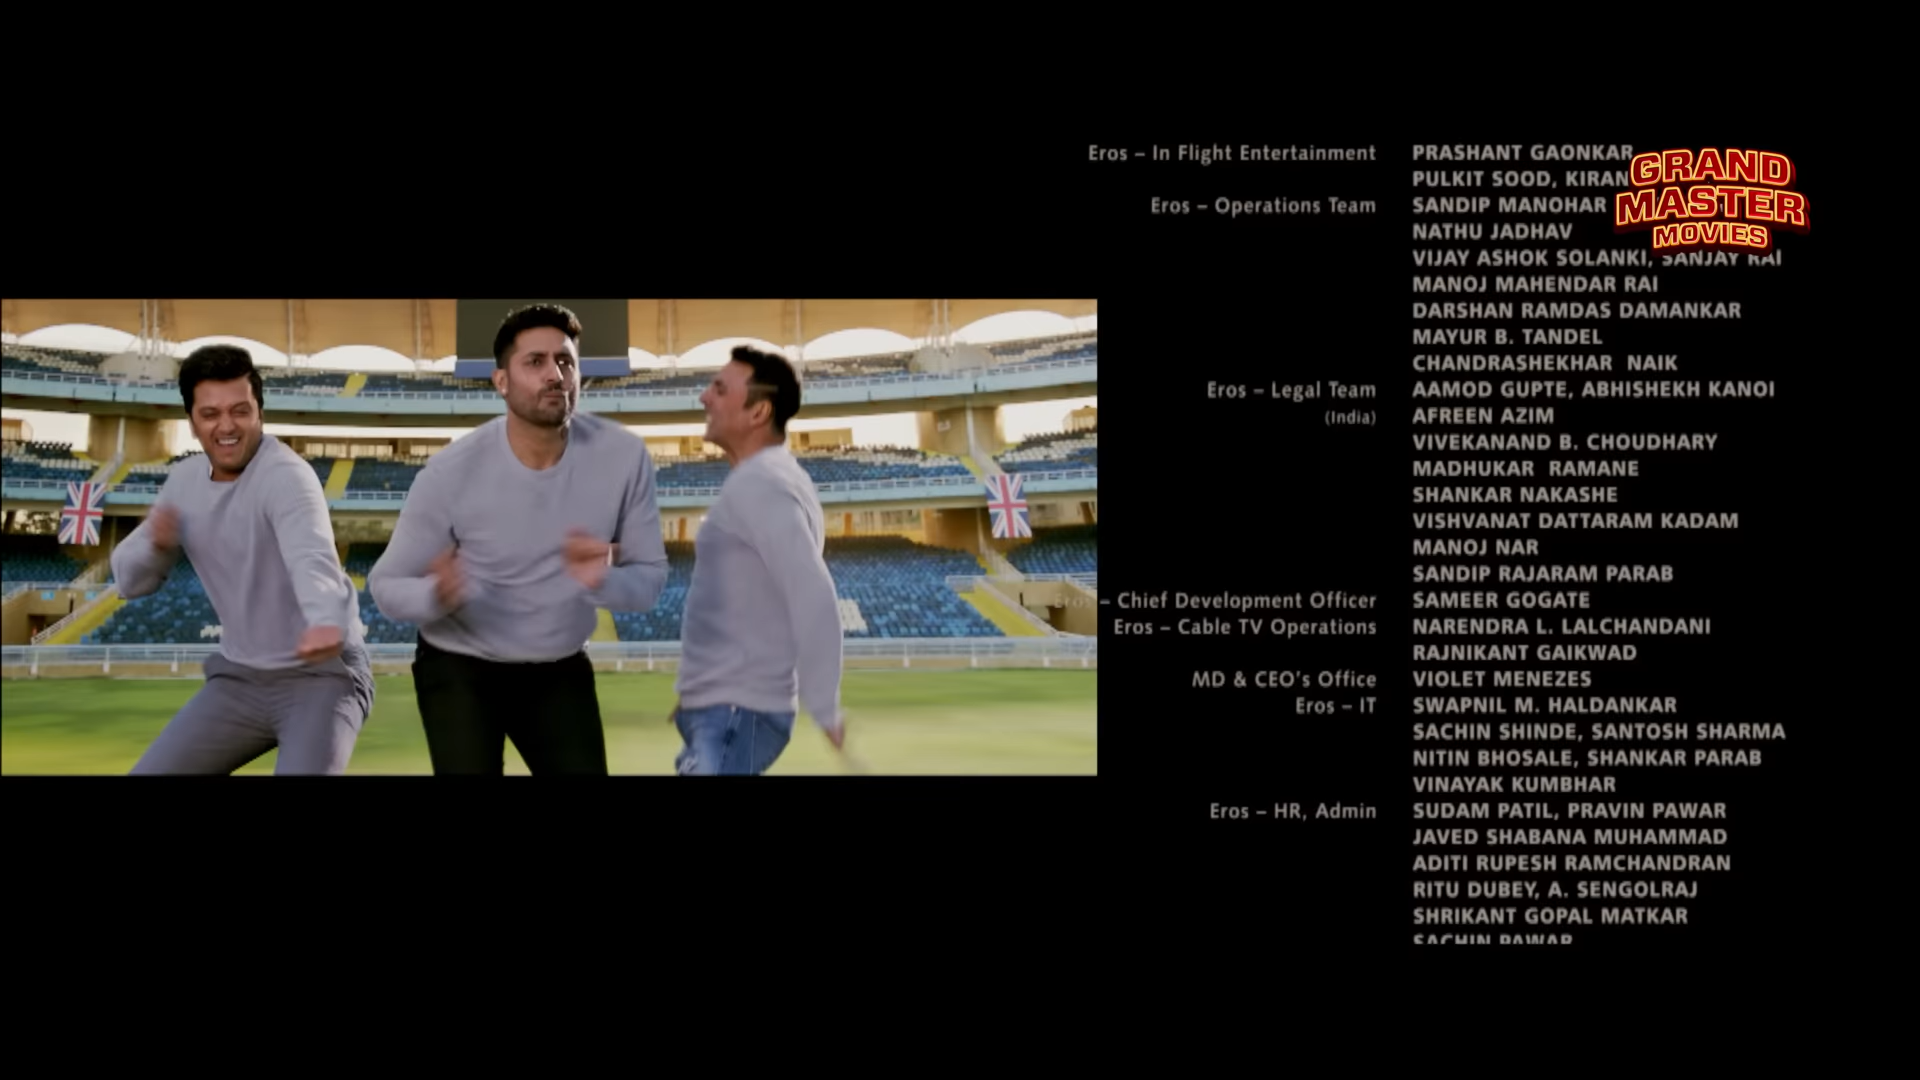 Eros – In Flight Entertainment PRASHANT GAONKAR
PULKIT SOOD, KIRAN
Eros – Operations Team SANDIP MANOHAR
NATHU JADHAV
VIJAY ASHOK SOLANKI, SANJAY RAI
MANOJ MAHENDAR RAI
DARSHAN RAMDAS DAMANKAR
MAYUR B. TANDEL
CHANDRASHEKHAR NAIK
Eros – Legal Team AAMOD GUPTE, ABHISHEKH KANOI
(India) AFREEN AZIM
VIVEKANAND B. CHOUDHARY
MADHUKAR RAMANE
SHANKAR NAKASHE
VISHVANAT DATTARAM KADAM
MANOJ NAR
SANDIP RAJARAM PARAB
Eros – Chief Development Officer SAMEER GOGATE
Eros – Cable TV Operations NARENDRA L. LALCHANDANI
RAJNIKANT GAIKWAD
MD & CEO's Office VIOLET MENEZES
Eros – IT SWAPNIL M. HALDANKAR
SACHIN SHINDE, SANTOSH SHARMA
NITIN BHOSALE, SHANKAR PARAB
VINAYAK KUMBHAR
Eros – HR, Admin SUDAM PATIL, PRAVIN PAWAR
JAVED SHABANA MUHAMMAD
ADITI RUPESH RAMCHANDRAN
RITU DUBEY, A. SENGOLRAJ
SHRIKANT GOPAL MATKAR
SACHIN PAWAR
GRAND
MASTER
MOVIES